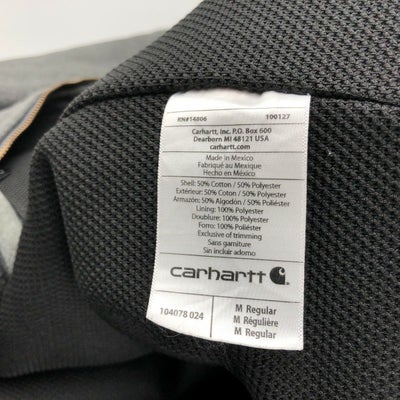 RN#14806 100127
Carhartt, Inc. P.O. Box 600
Dearborn MI 48121 USA
carhartt.com
Made in Mexico
Fabriqué au Mexique
Hecho en México
Shell: 50% Cotton / 50% Polyester
Extérieur: 50% Coton / 50% Polyester
Armazón: 50% Algodón / 50% Poliéster
Lining: 100% Polyester
Doublure: 100% Polyester
Forro: 100% Poliéster
Exclusive of trimming
Sans garniture
Sin incluir adorno
carhartt
104078 024
M Regular
M Régulière
M Regular